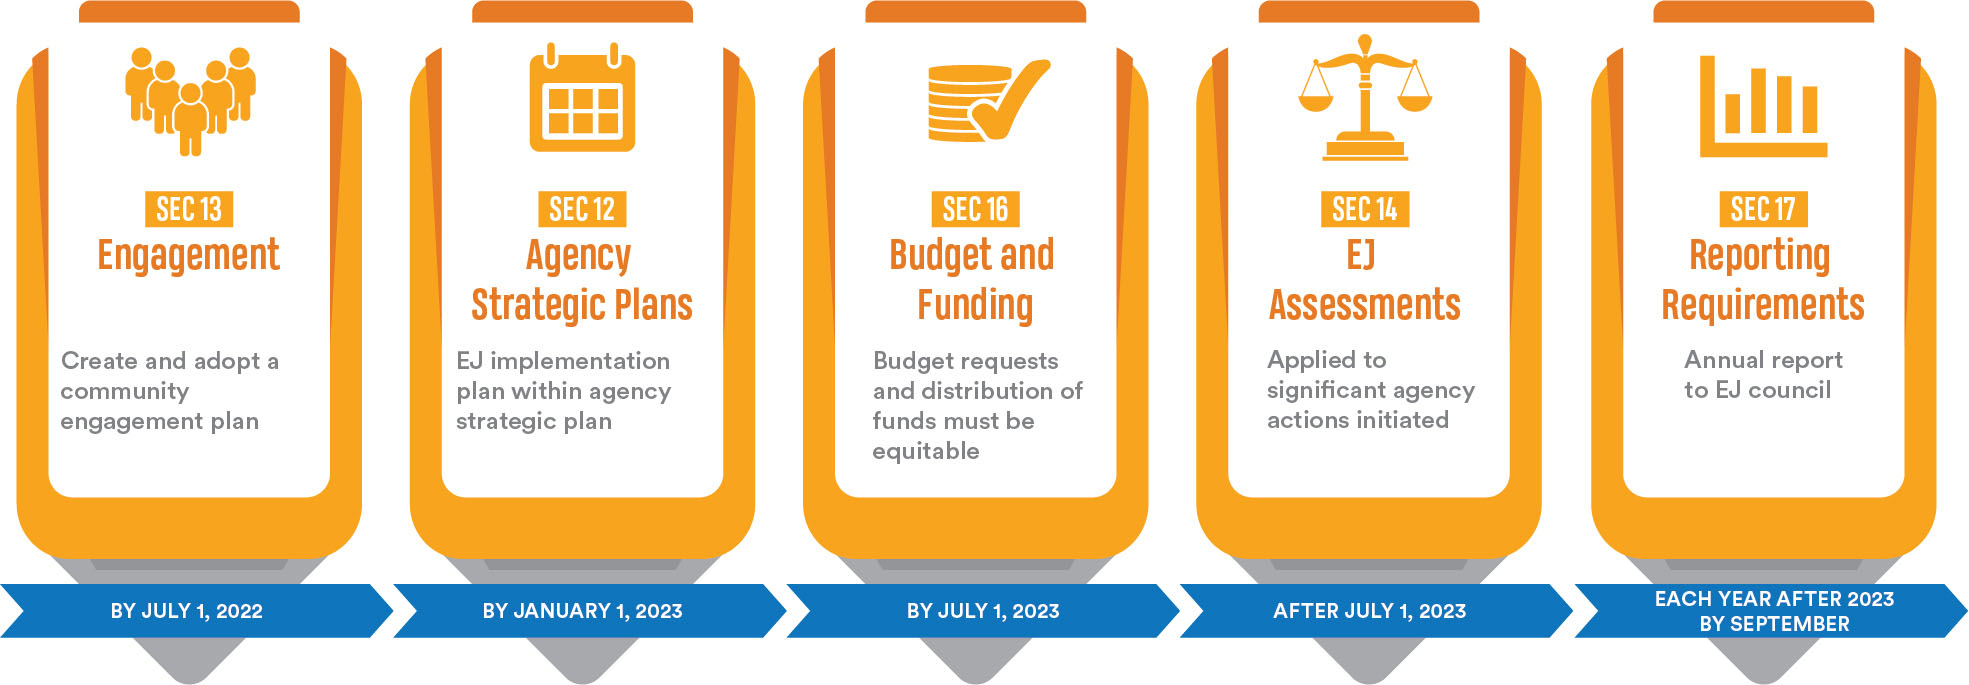 SEC 13
Engagement
Create and adopt a
community
engagement plan
BY JULY 1, 2022
SEC 12
Agency
Strategic Plans
EJ implementation
plan within agency
strategic plan
BY JANUARY 1, 2023
SEC 16
Budget and
Funding
Budget requests
and distribution of
funds must be
equitable
BY JULY 1, 2023
SEC 14
EJ
Assessments
Applied to
significant agency
actions initiated
AFTER JULY 1, 2023
SEC 17
Reporting
Requirements
Annual report
to EJ council
EACH YEAR AFTER 2023
BY SEPTEMBER